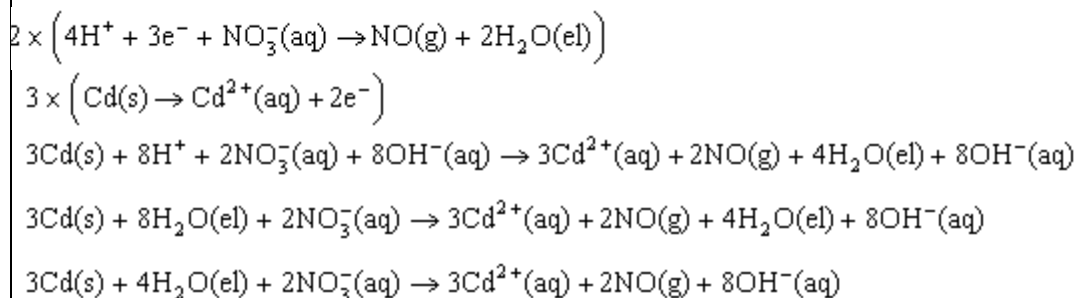 2 × (4H⁺ + 3e⁻ + NO₃⁻(aq) → NO(g) + 2H₂O(el))
3 × (Cd(s) → Cd²⁺(aq) + 2e⁻)
3Cd(s) + 8H⁺ + 2NO₃⁻(aq) + 8OH⁻(aq) → 3Cd²⁺(aq) + 2NO(g) + 4H₂O(el) + 8OH⁻(aq)
3Cd(s) + 8H₂O(el) + 2NO₃⁻(aq) → 3Cd²⁺(aq) + 2NO(g) + 4H₂O(el) + 8OH⁻(aq)
3Cd(s) + 4H₂O(el) + 2NO₃⁻(aq) → 3Cd²⁺(aq) + 2NO(g) + 8OH⁻(aq)